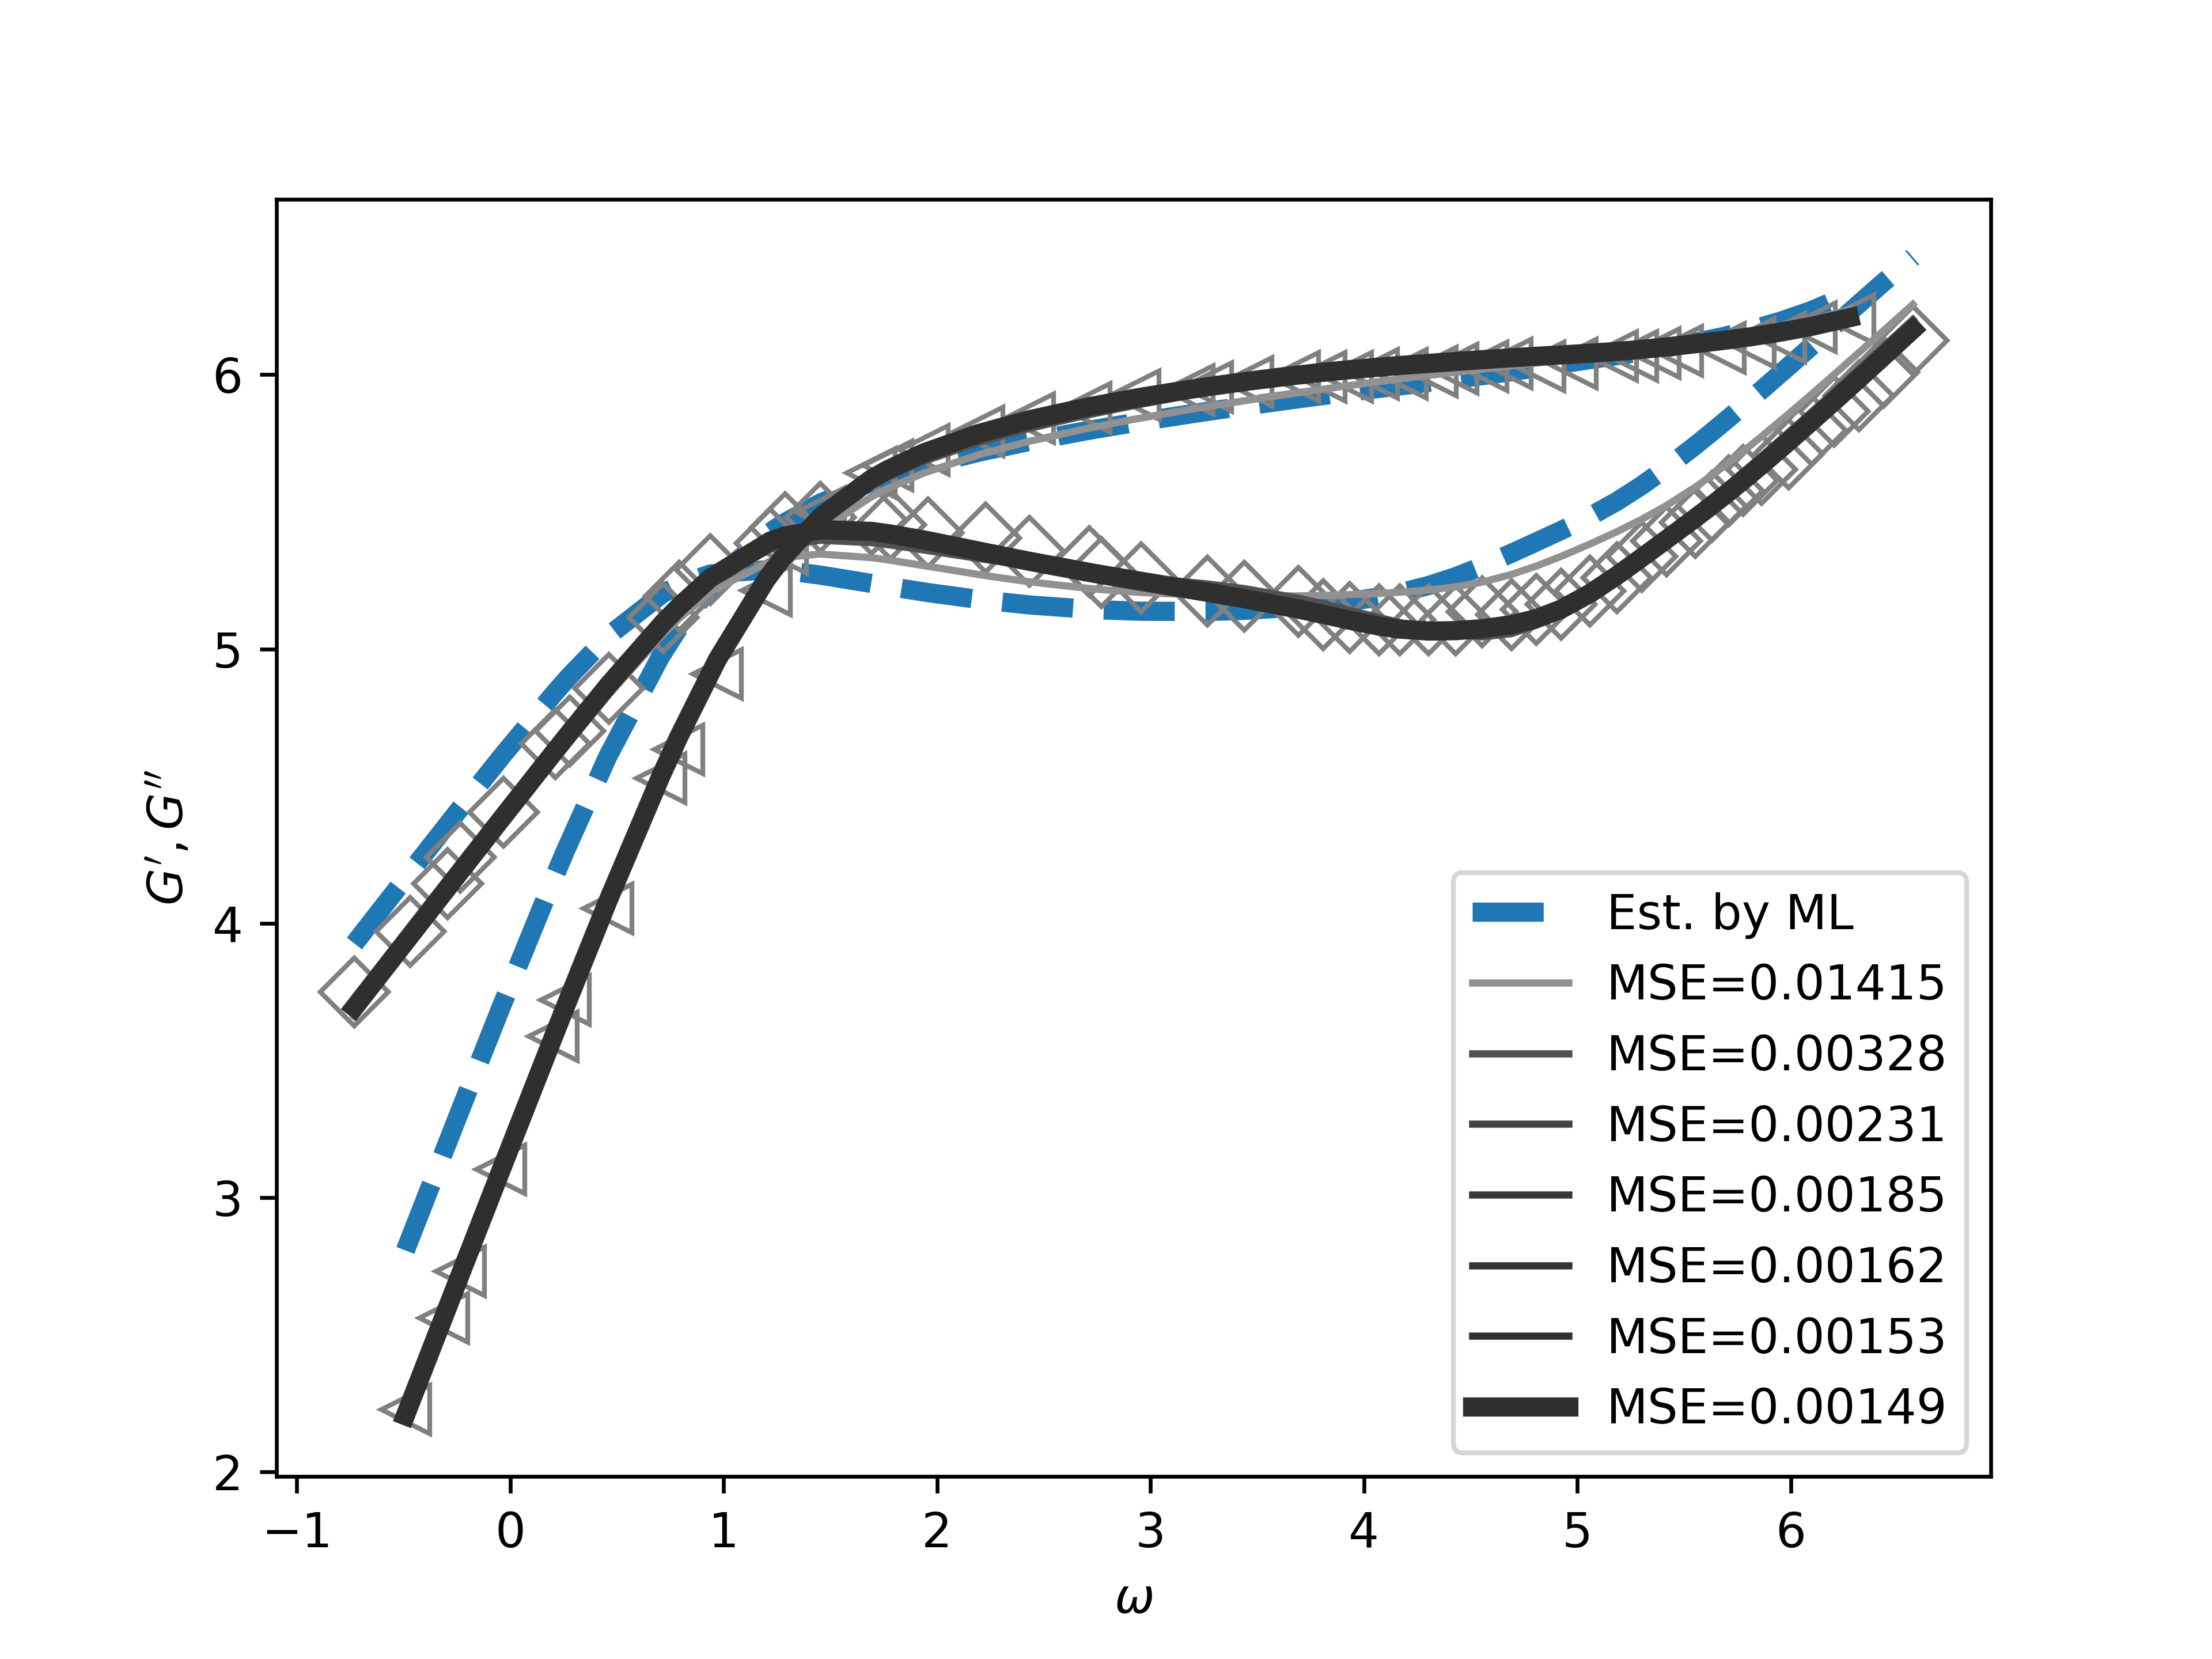 6
5
4
3
2
G′, G″
−1 0 1 2 3 4 5 6
ω
Est. by ML
MSE=0.01415
MSE=0.00328
MSE=0.00231
MSE=0.00185
MSE=0.00162
MSE=0.00153
MSE=0.00149